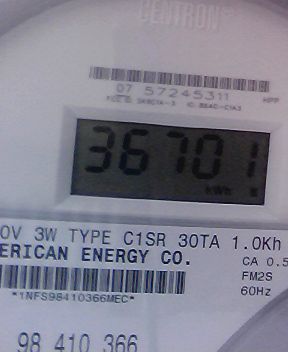 CENTRON
07 57245311
36701
kWh
0V 3W TYPE C1SR 30TA 1.0Kh
ERICAN ENERGY CO.
CA 0.5
FM2S
*1NFS98410366MEC*
60Hz
98 410 366